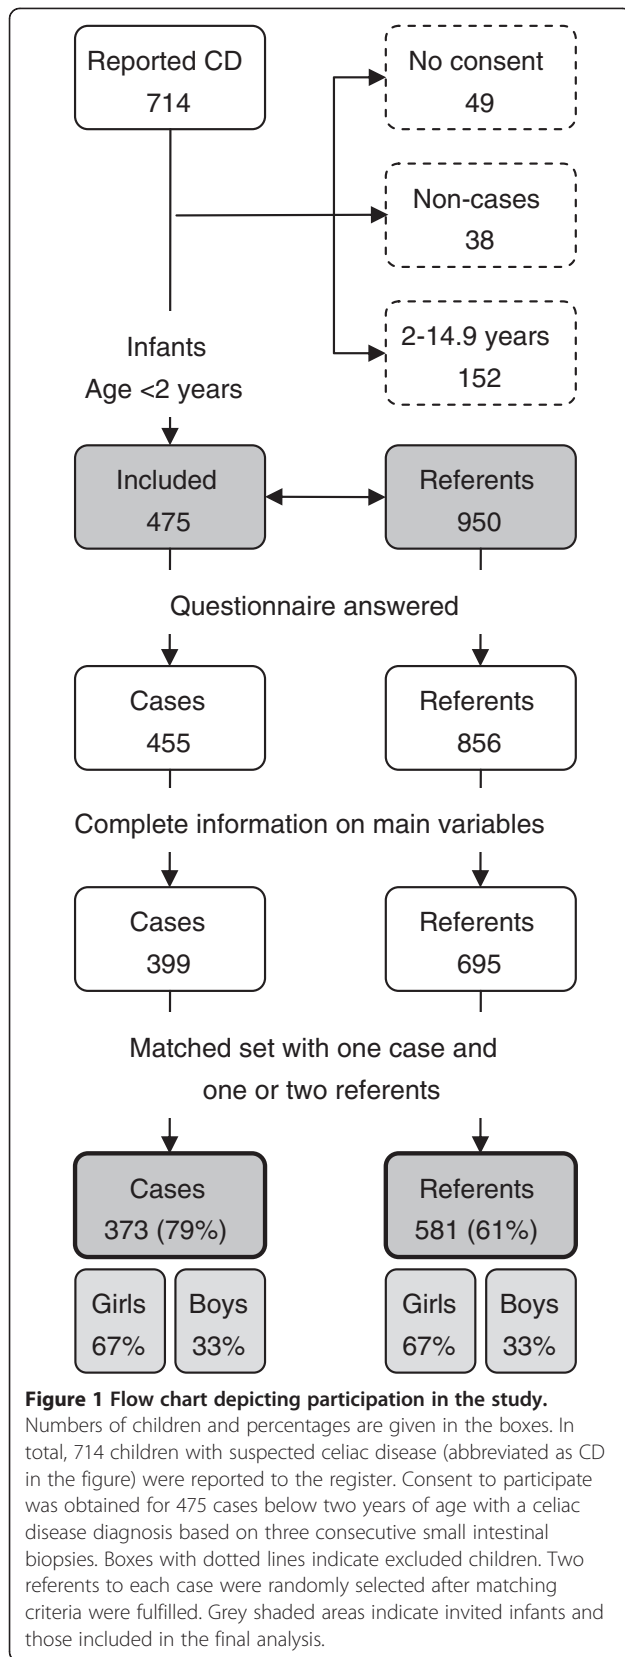 Reported CD
714
No consent
49
Non-cases
38
2-14.9 years
152
Infants
Age <2 years
Included
475
Referents
950
Questionnaire answered
Cases
455
Referents
856
Complete information on main variables
Cases
399
Referents
695
Matched set with one case and
one or two referents
Cases
373 (79%)
Referents
581 (61%)
Girls
67%
Boys
33%
Girls
67%
Boys
33%
Figure 1 Flow chart depicting participation in the study.
Numbers of children and percentages are given in the boxes. In
total, 714 children with suspected celiac disease (abbreviated as CD
in the figure) were reported to the register. Consent to participate
was obtained for 475 cases below two years of age with a celiac
disease diagnosis based on three consecutive small intestinal
biopsies. Boxes with dotted lines indicate excluded children. Two
referents to each case were randomly selected after matching
criteria were fulfilled. Grey shaded areas indicate invited infants and
those included in the final analysis.